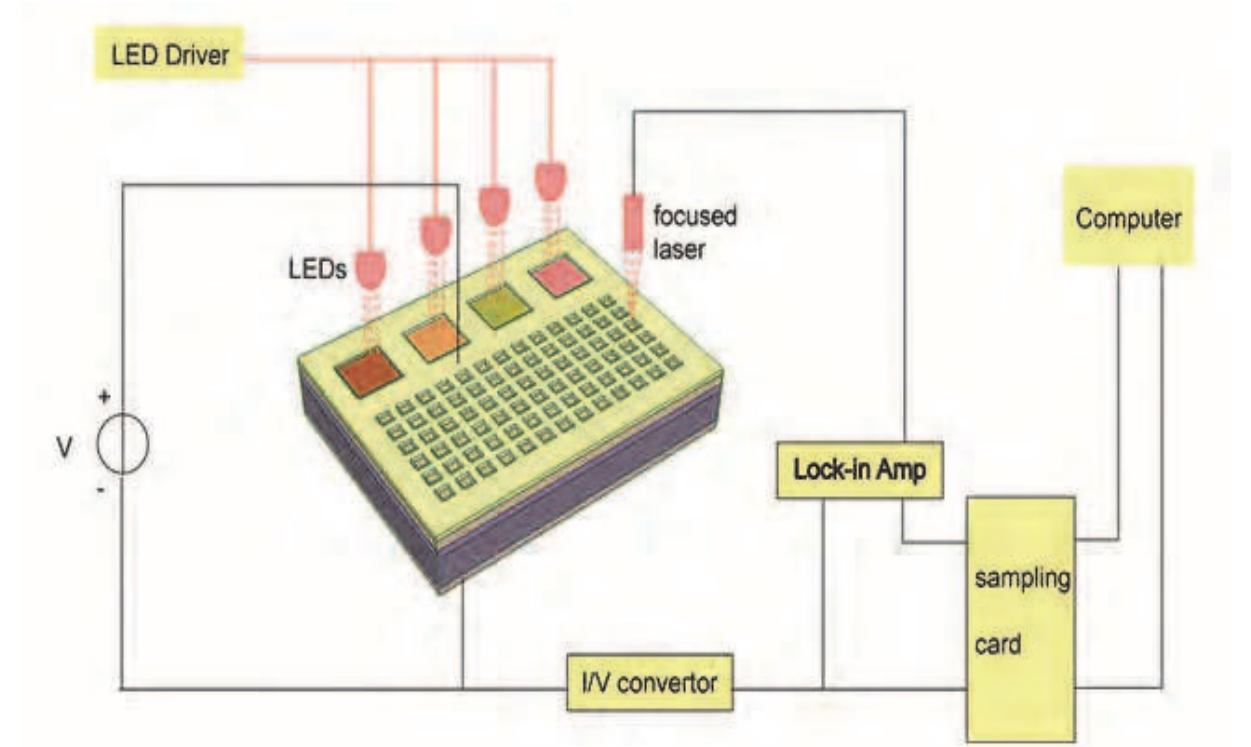 LED Driver
focused
laser
Computer
LEDs
+
V
-
Lock-in Amp
sampling
card
I/V convertor